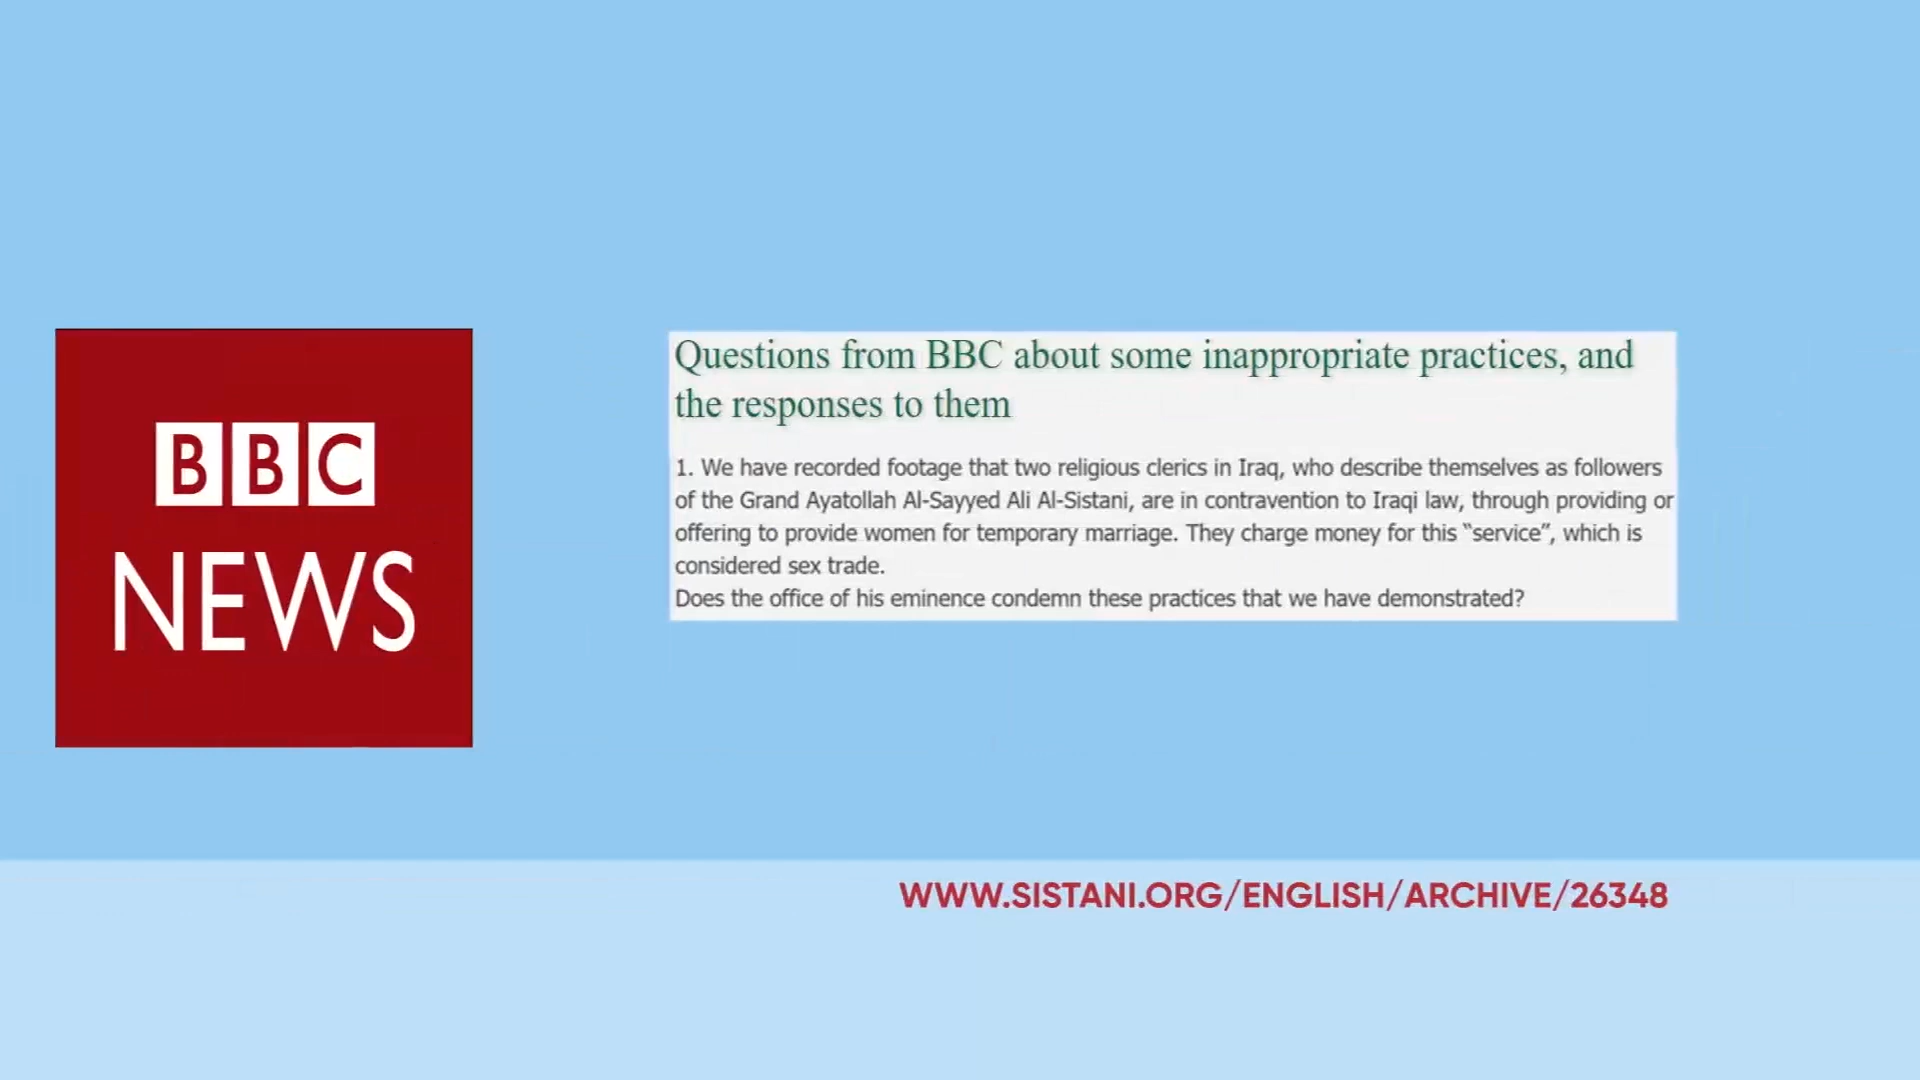 BBC
NEWS
Questions from BBC about some inappropriate practices, and
the responses to them
1. We have recorded footage that two religious clerics in Iraq, who describe themselves as followers
of the Grand Ayatollah Al-Sayyed Ali Al-Sistani, are in contravention to Iraqi law, through providing or
offering to provide women for temporary marriage. They charge money for this “service”, which is
considered sex trade.
Does the office of his eminence condemn these practices that we have demonstrated?
WWW.SISTANI.ORG/ENGLISH/ARCHIVE/26348